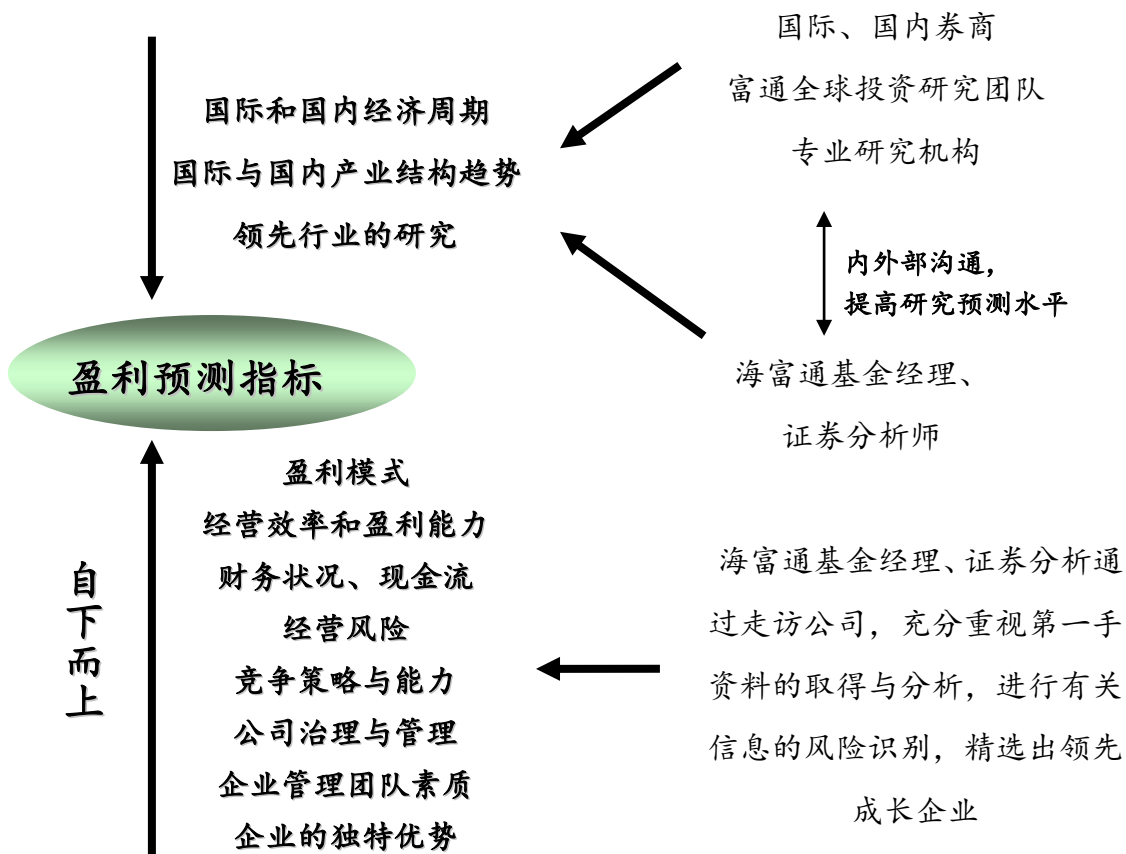 国际和国内经济周期
国际与国内产业结构趋势
领先行业的研究
国际、国内券商
富通全球投资研究团队
专业研究机构
内外部沟通，
提高研究预测水平
海富通基金经理、
证券分析师
盈利预测指标
自下而上
盈利模式
经营效率和盈利能力
财务状况、现金流
经营风险
竞争策略与能力
公司治理与管理
企业管理团队素质
企业的独特优势
海富通基金经理、证券分析通
过走访公司，充分重视第一手
资料的取得与分析，进行有关
信息的风险识别，精选出领先
成长企业